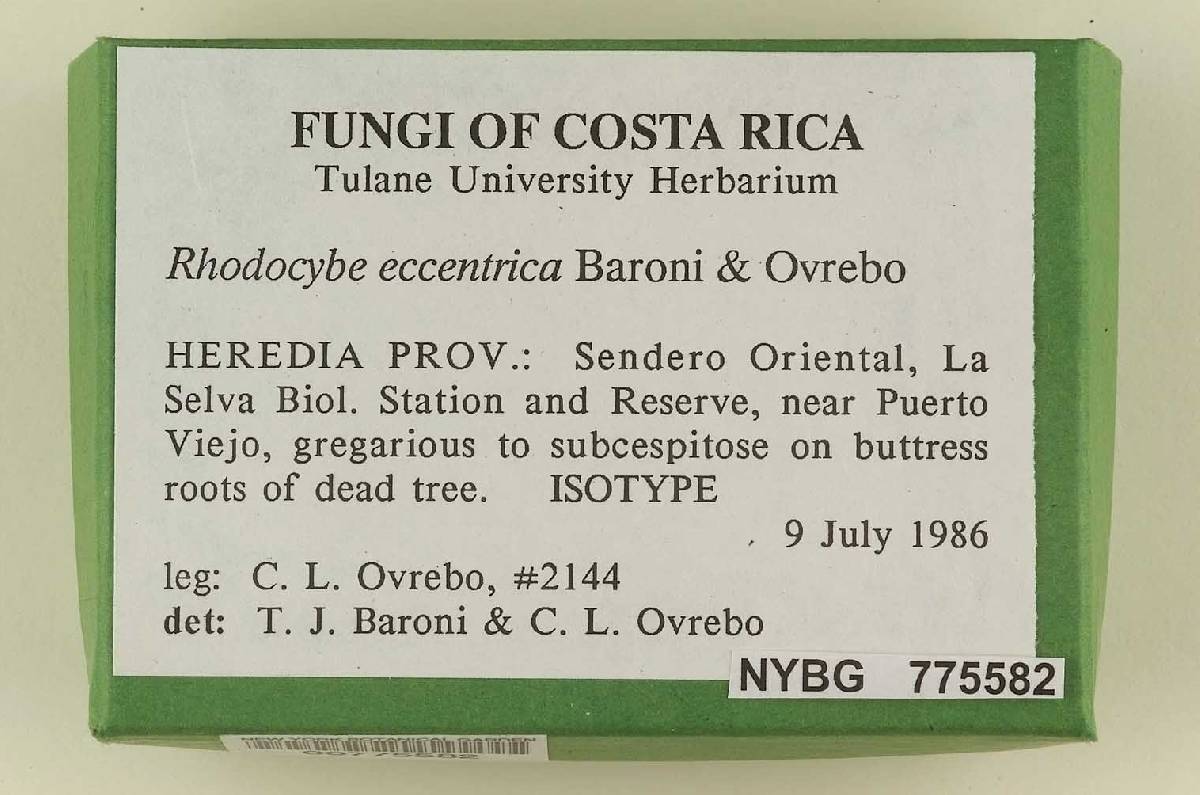 FUNGI OF COSTA RICA
Tulane University Herbarium
Rhodocybe eccentrica Baroni & Ovrebo
HEREDIA PROV.: Sendero Oriental, La
Selva Biol. Station and Reserve, near Puerto
Viejo, gregarious to subcespitose on buttress
roots of dead tree. ISOTYPE
9 July 1986
leg: C. L. Ovrebo, #2144
det: T. J. Baroni & C. L. Ovrebo
NYBG 775582